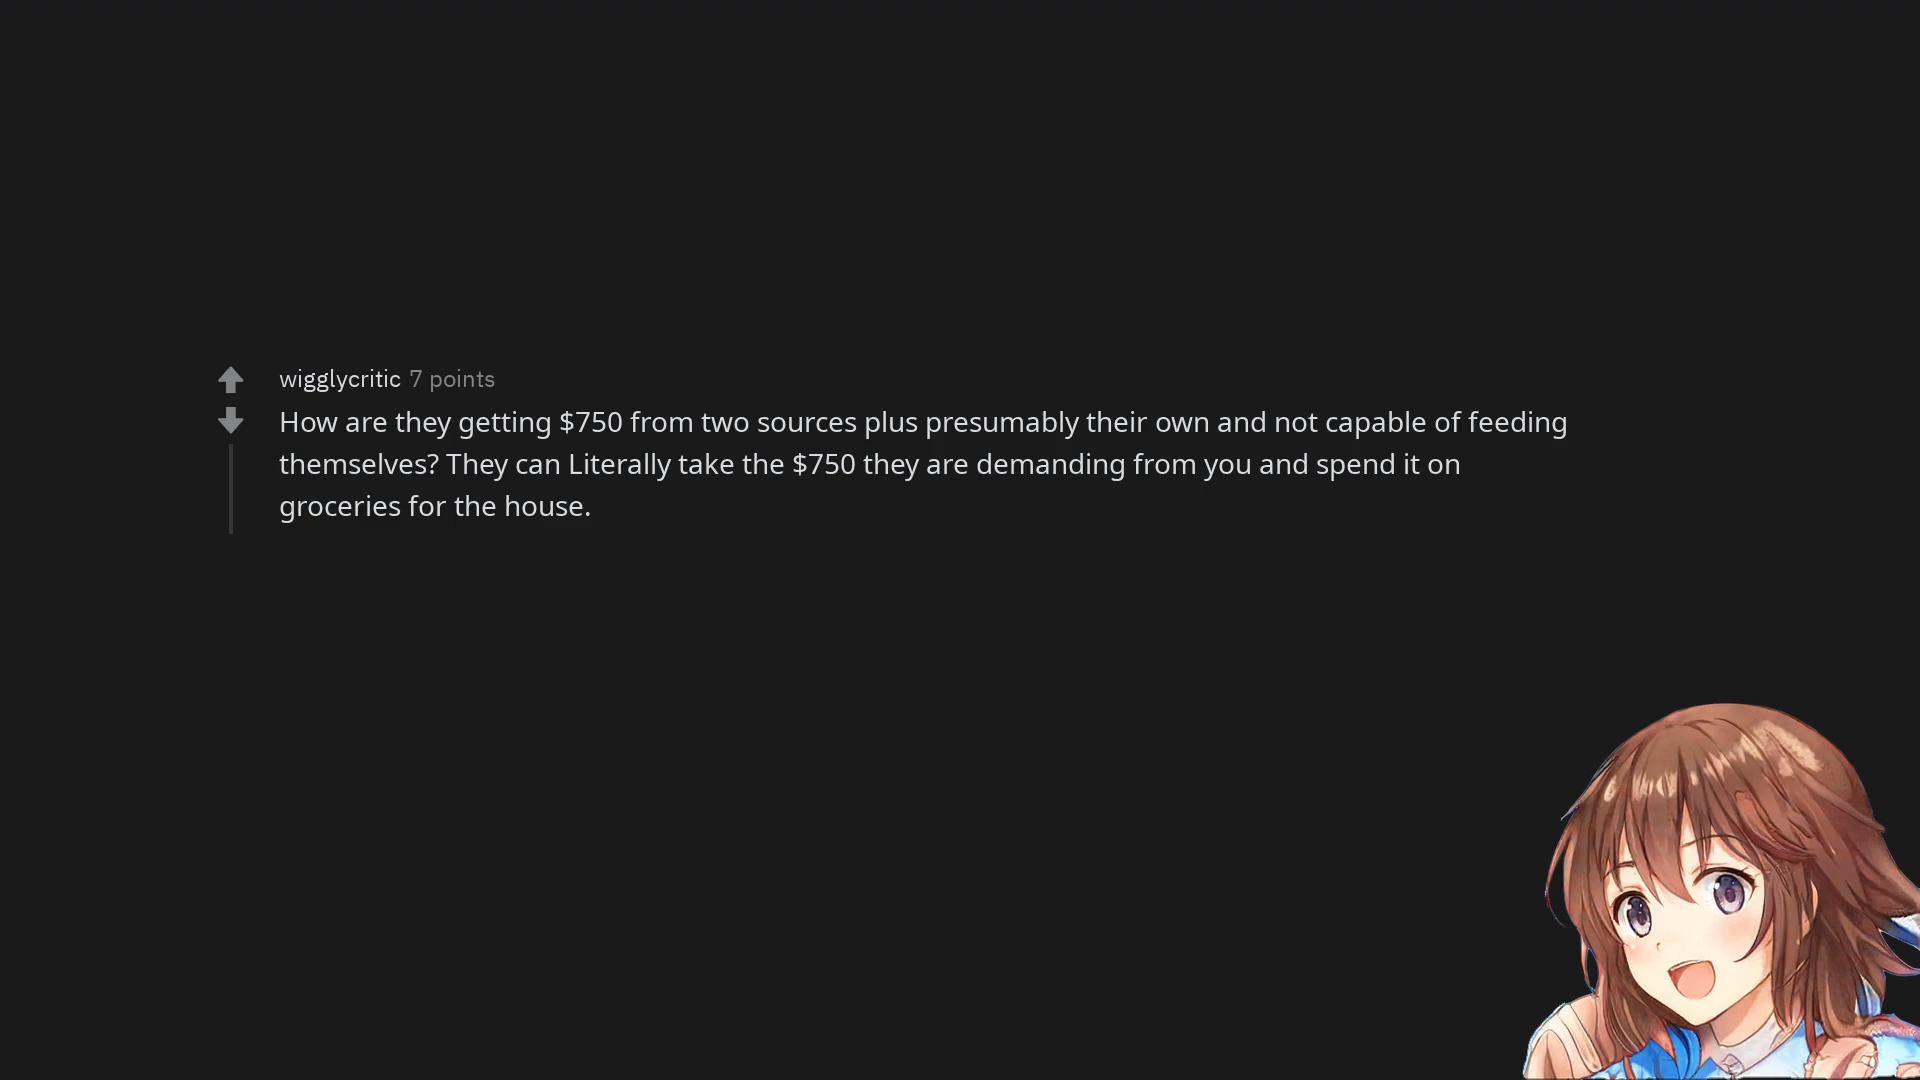 wigglycritic 7 points
How are they getting $750 from two sources plus presumably their own and not capable of feeding
themselves? They can Literally take the $750 they are demanding from you and spend it on
groceries for the house.